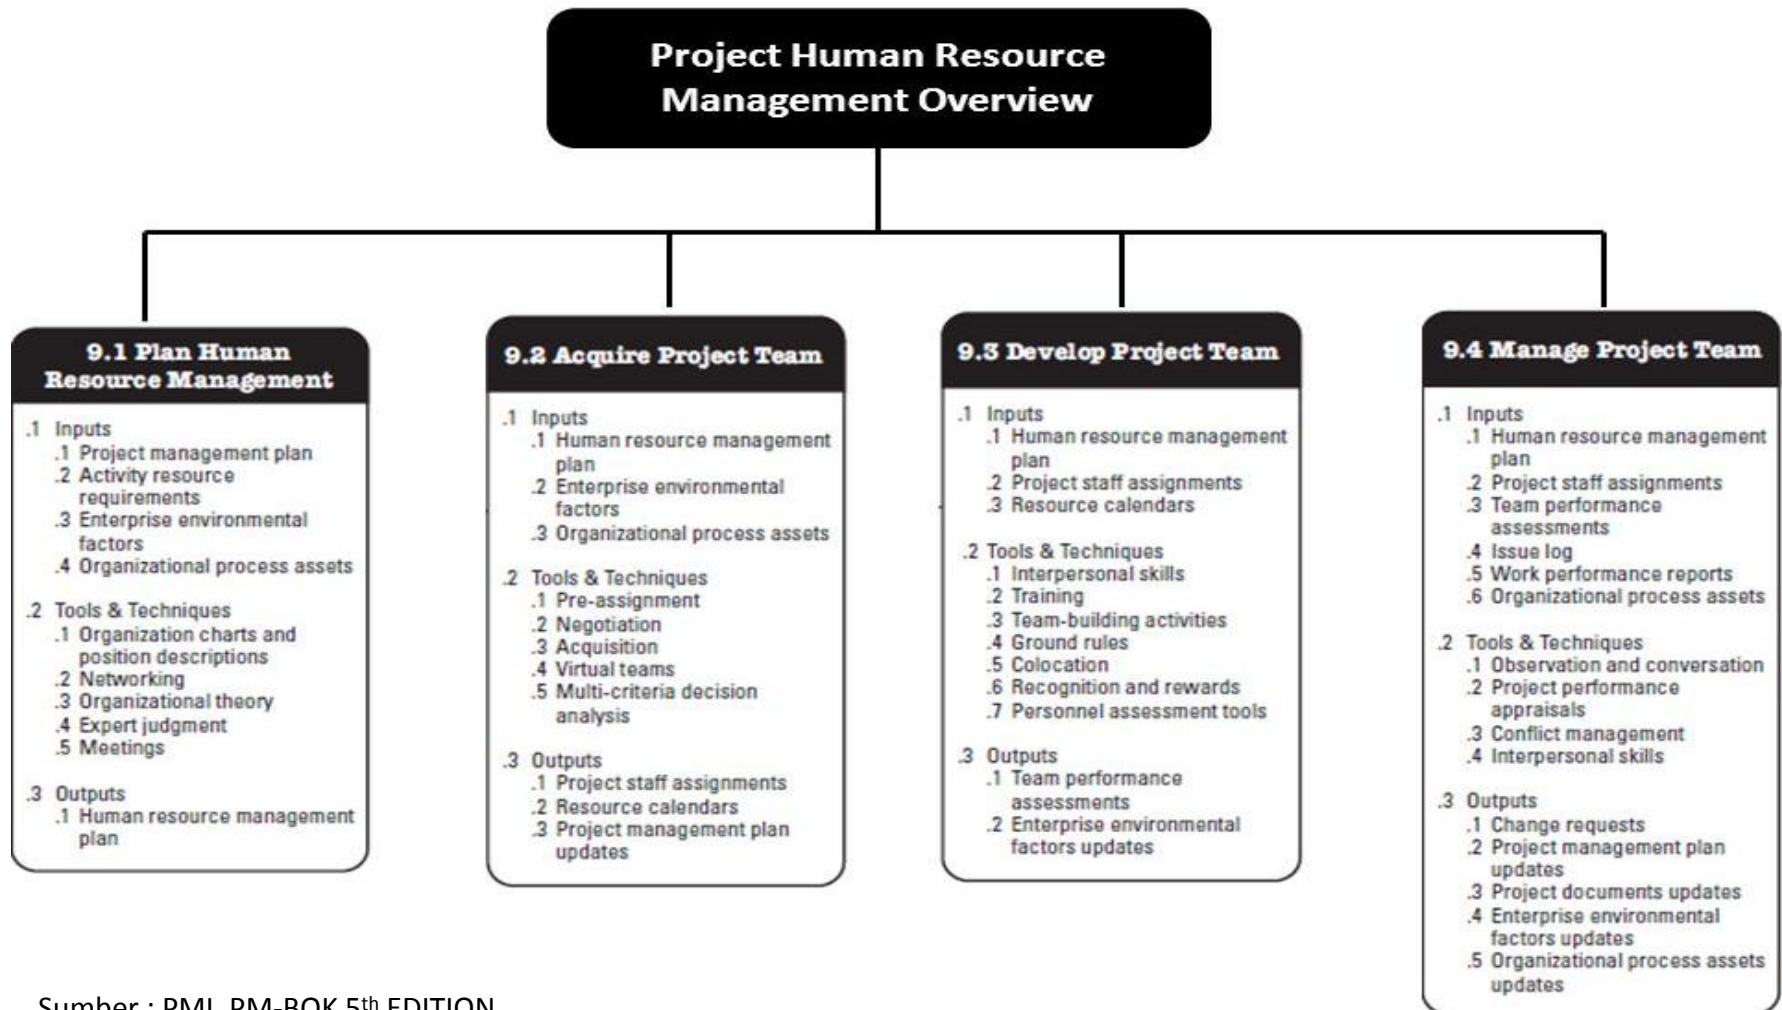 Project Human Resource
Management Overview
9.1 Plan Human
Resource Management
.1 Inputs
.1 Project management plan
.2 Activity resource
requirements
.3 Enterprise environmental
factors
.4 Organizational process assets
.2 Tools & Techniques
.1 Organization charts and
position descriptions
.2 Networking
.3 Organizational theory
.4 Expert judgment
.5 Meetings
.3 Outputs
.1 Human resource management
plan
9.2 Acquire Project Team
.1 Inputs
.1 Human resource management
plan
.2 Enterprise environmental
factors
.3 Organizational process assets
.2 Tools & Techniques
.1 Pre-assignment
.2 Negotiation
.3 Acquisition
.4 Virtual teams
.5 Multi-criteria decision
analysis
.3 Outputs
.1 Project staff assignments
.2 Resource calendars
.3 Project management plan
updates
9.3 Develop Project Team
.1 Inputs
.1 Human resource management
plan
.2 Project staff assignments
.3 Resource calendars
.2 Tools & Techniques
.1 Interpersonal skills
.2 Training
.3 Team-building activities
.4 Ground rules
.5 Colocation
.6 Recognition and rewards
.7 Personnel assessment tools
.3 Outputs
.1 Team performance
assessments
.2 Enterprise environmental
factors updates
9.4 Manage Project Team
.1 Inputs
.1 Human resource management
plan
.2 Project staff assignments
.3 Team performance
assessments
.4 Issue log
.5 Work performance reports
.6 Organizational process assets
.2 Tools & Techniques
.1 Observation and conversation
.2 Project performance
appraisals
.3 Conflict management
.4 Interpersonal skills
.3 Outputs
.1 Change requests
.2 Project management plan
updates
.3 Project documents updates
.4 Enterprise environmental
factors updates
.5 Organizational process assets
updates
Sumber : PMI, PM-BOK 5th EDITION